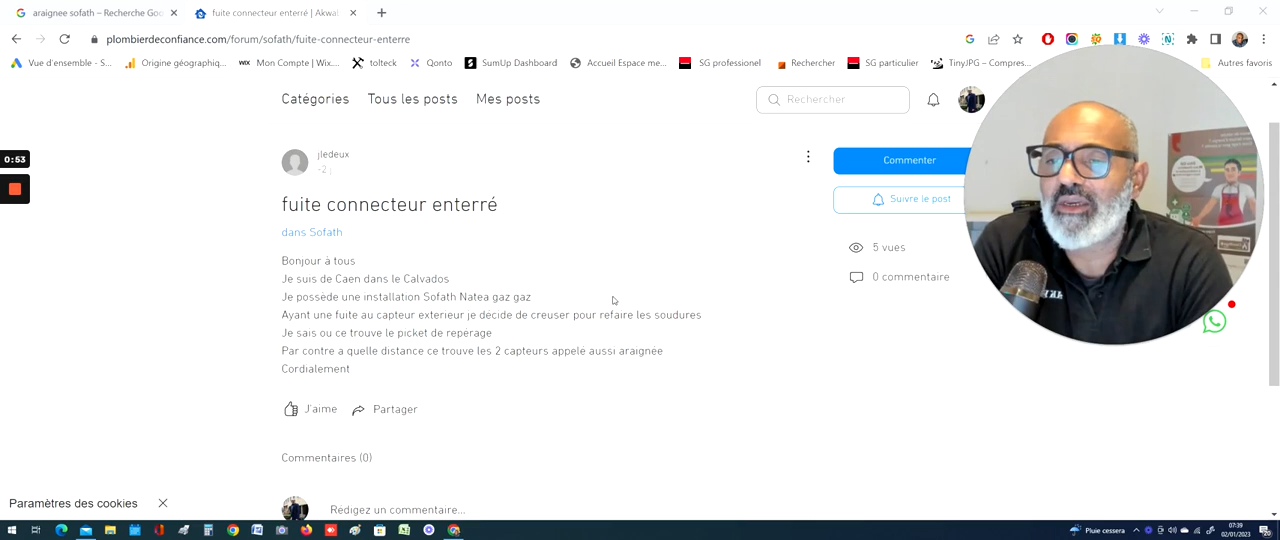 araignee sofath – Recherche Goo
fuite connecteur enterré | Akwat
plombierdeconfiance.com/forum/sofath/fuite-connecteur-enterre
Vue d'ensemble - S...
Origine géographiq...
WIX
Mon Compte | Wix....
tolteck
Qonto
SumUp Dashboard
Accueil Espace me...
SG professionel
Rechercher
SG particulier
TinyJPG – Compres...
Autres favoris
Catégories
Tous les posts
Mes posts
Rechercher
0:53
jledeux
-2 j
Commenter
Suivre le post
fuite connecteur enterré
dans Sofath
5 vues
0 commentaire
Bonjour à tous
Je suis de Caen dans le Calvados
Je possède une installation Sofath Natea gaz gaz
Ayant une fuite au capteur extérieur je décide de creuser pour refaire les soudures
Je sais ou ce trouve le picket de repérage
Par contre a quelle distance ce trouve les 2 capteurs appelé aussi araignée
Cordialement
J'aime
Partager
Commentaires (0)
Rédigez un commentaire...
Paramètres des cookies
Pluie cessera
07:39
02/01/2023